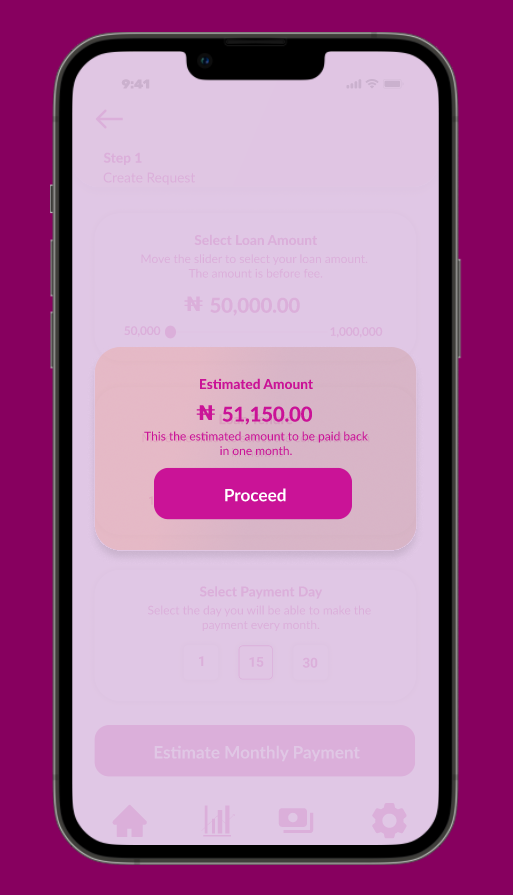 9:41
Step 1
Create Request
Select Loan Amount
Move the slider to select your loan amount.
The amount is before fee.
₦ 50,000.00
50,000
1,000,000
Estimated Amount
₦ 51,150.00
This the estimated amount to be paid back
in one month.
Proceed
Select Payment Day
Select the day you will be able to make the
payment every month.
1
15
30
Estimate Monthly Payment